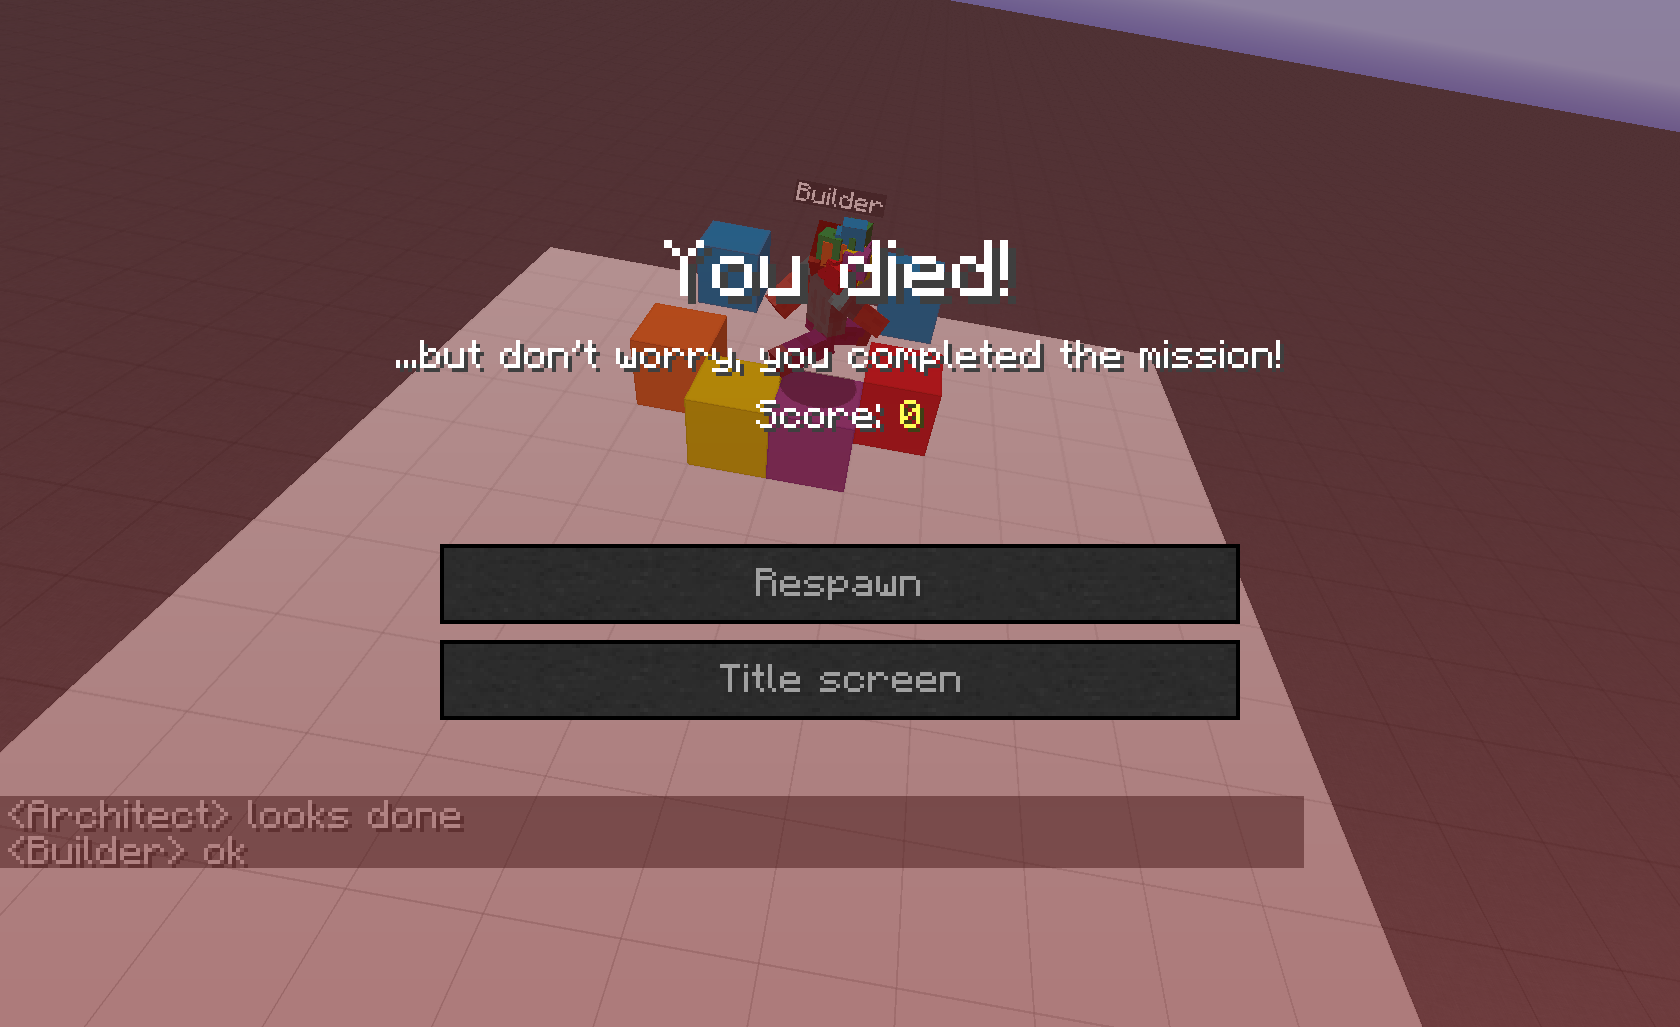 Builder
You died!
...but don't worry, you completed the mission!
Score: 0
Respawn
Title screen
<Architect> looks done
<Builder> ok